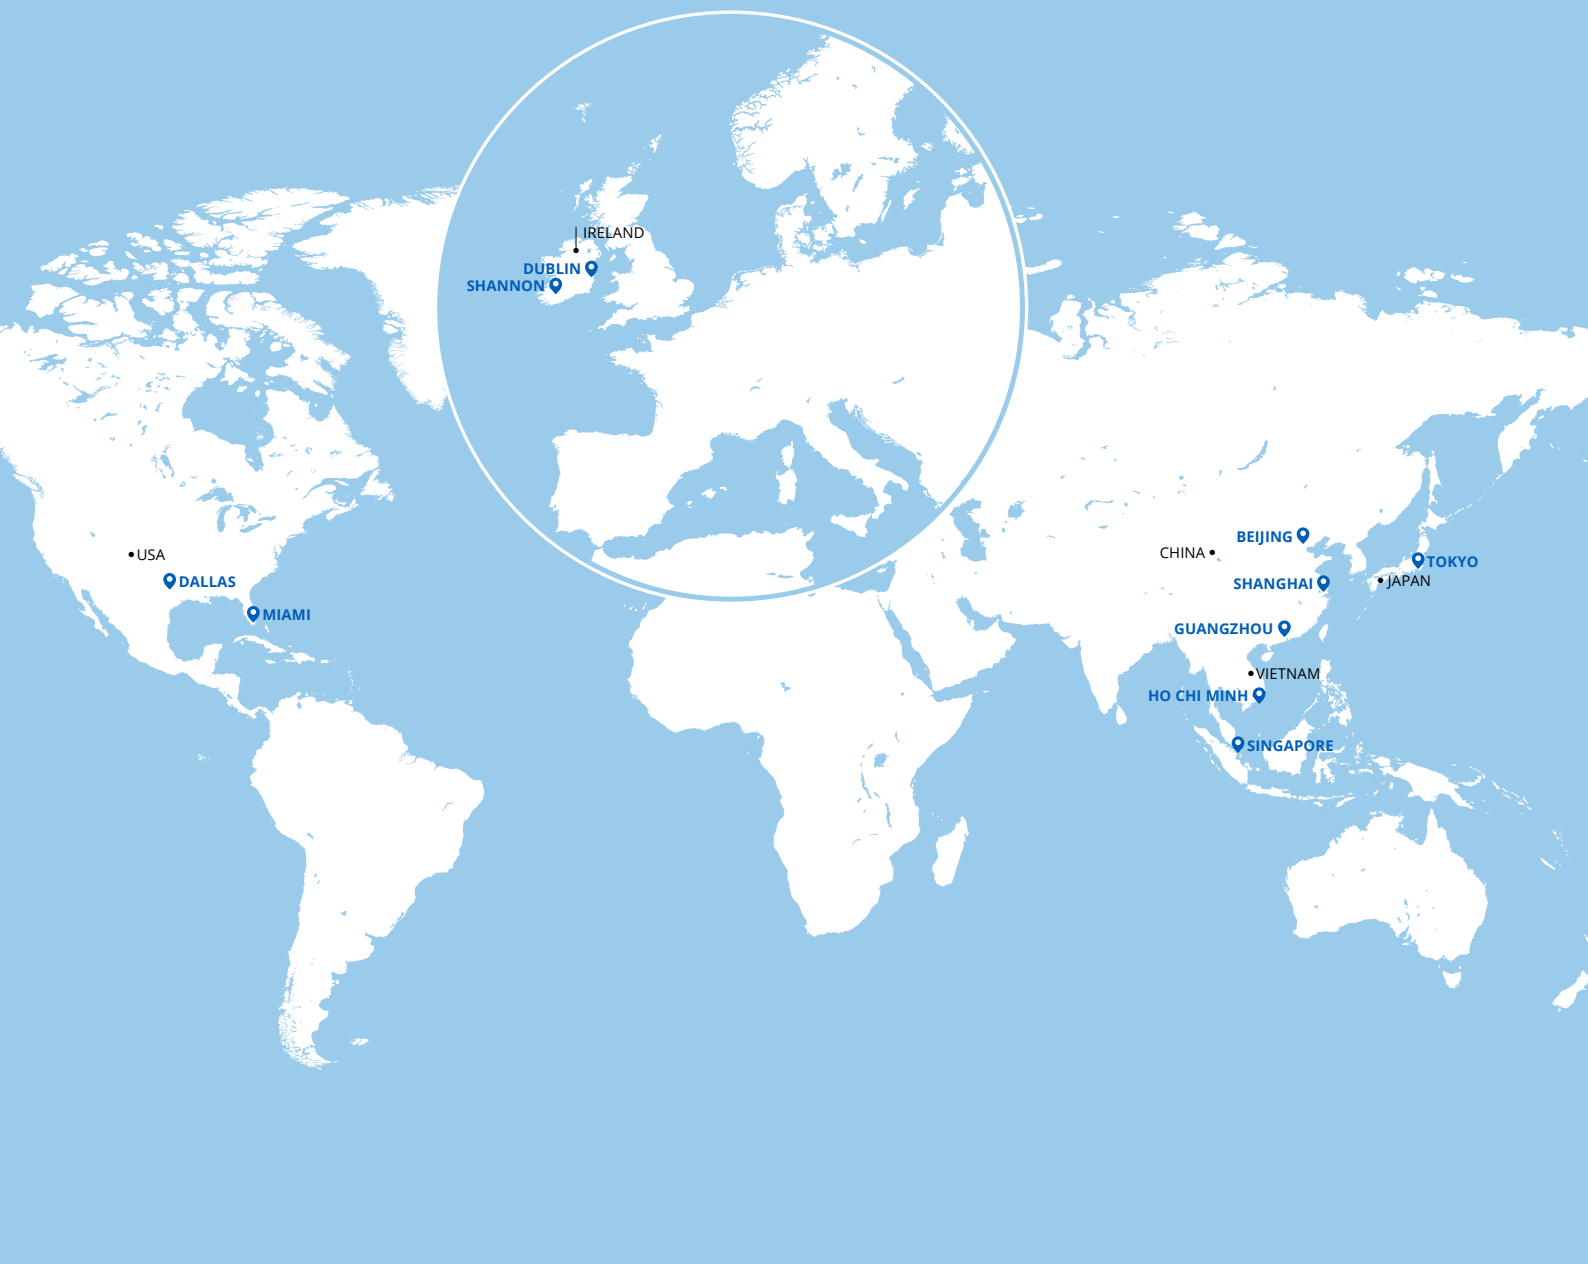 IRELAND
DUBLIN
SHANNON
USA
DALLAS
MIAMI
BEIJING
CHINA
TOKYO
SHANGHAI
JAPAN
GUANGZHOU
VIETNAM
HO CHI MINH
SINGAPORE